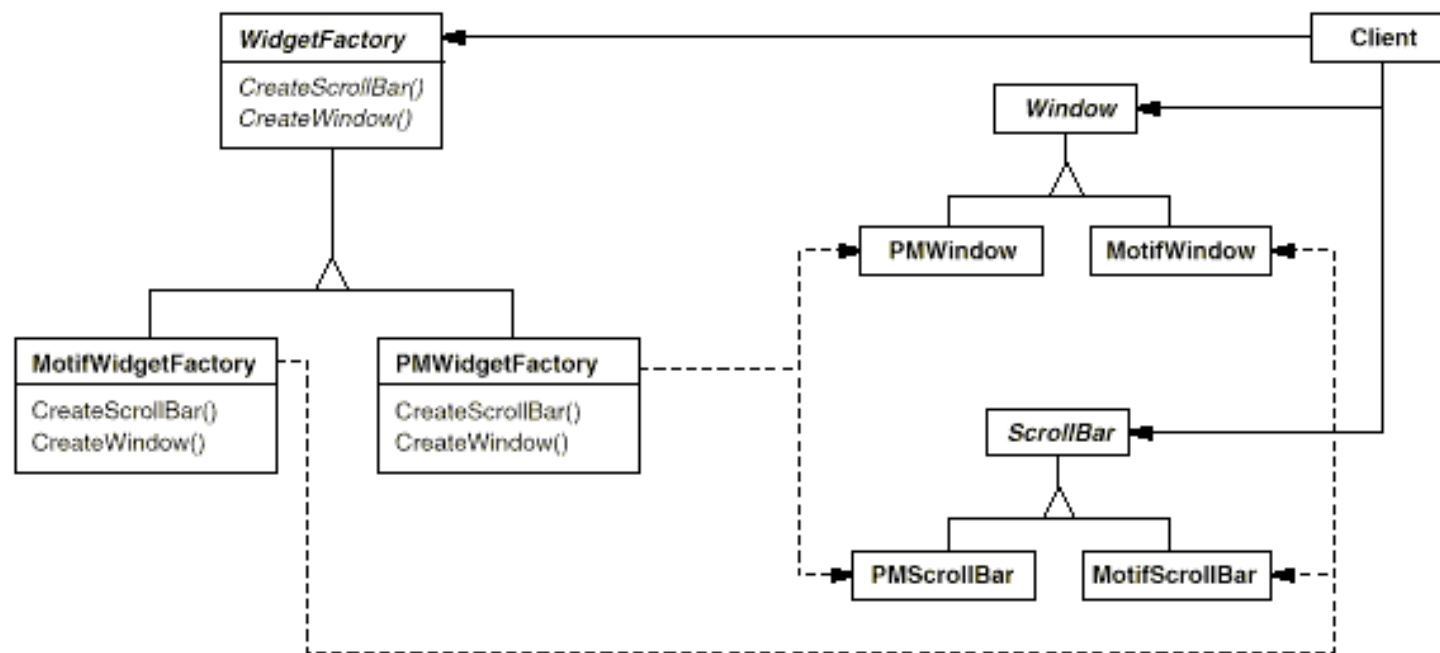 WidgetFactory
CreateScrollBar()
CreateWindow()
Client
Window
PMWindow
MotifWindow
MotifWidgetFactory
CreateScrollBar()
CreateWindow()
PMWidgetFactory
CreateScrollBar()
CreateWindow()
ScrollBar
PMScrollBar
MotifScrollBar